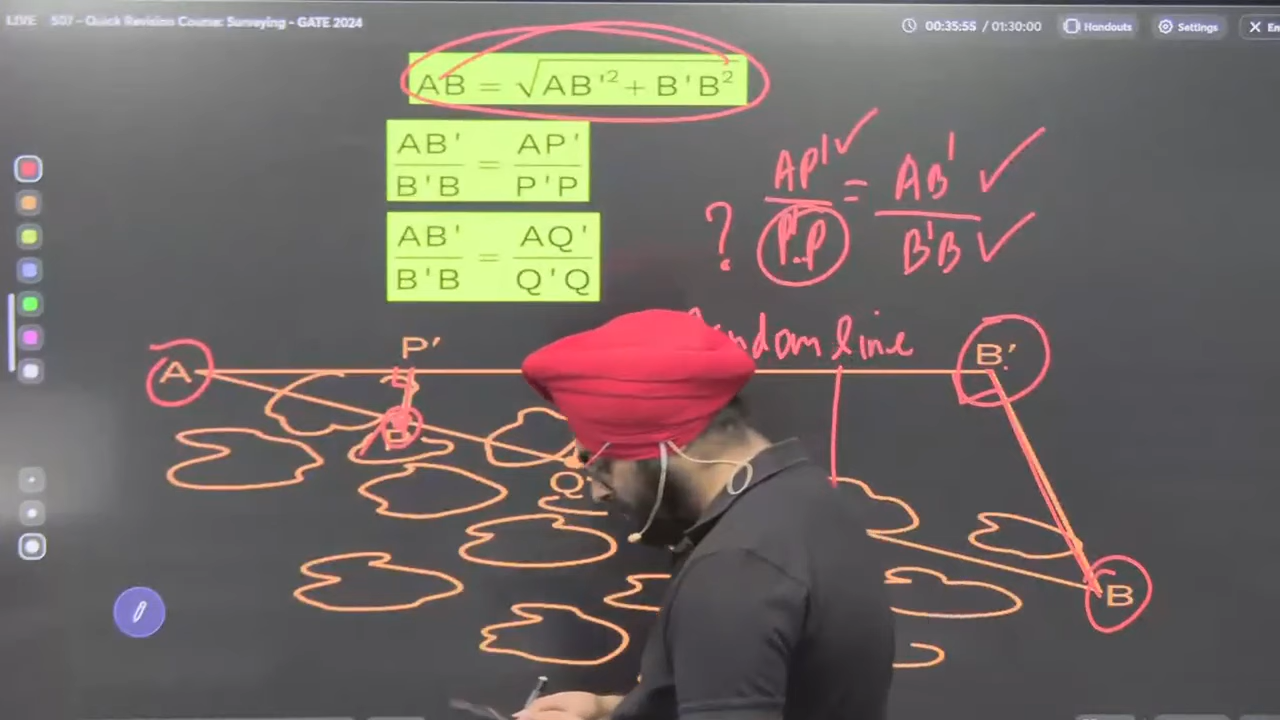 LIVE 507 - Quick Revision Course: Surveying - GATE 2024
00:35:55 / 01:30:00
Handouts
Settings
AB = √AB'² + B'B²
AB' / B'B = AP' / P'P
AB' / B'B = AQ' / Q'Q
? AP' / P'P = AB' / B'B
line
A
P'
B'
P
Q
B